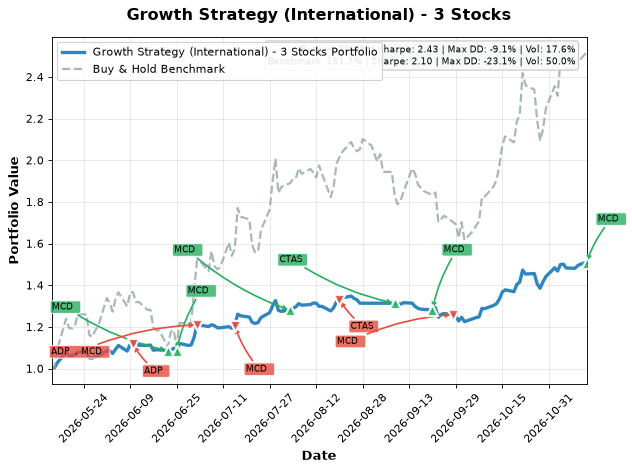 Growth Strategy (International) - 3 Stocks
Growth Strategy (International) - 3 Stocks Portfolio
Buy & Hold Benchmark
Sharpe: 2.43 | Max DD: -9.1% | Vol: 17.6%
Benchmark: 151.7% | Sharpe: 2.10 | Max DD: -23.1% | Vol: 50.0%
Portfolio Value
2.4
2.2
2.0
1.8
1.6
1.4
1.2
1.0
MCD
MCD
MCD
CTAS
MCD
MCD
ADP
MCD
ADP
MCD
CTAS
MCD
2026-05-24
2026-06-09
2026-06-25
2026-07-11
2026-07-27
2026-08-12
2026-08-28
2026-09-13
2026-09-29
2026-10-15
2026-10-31
Date